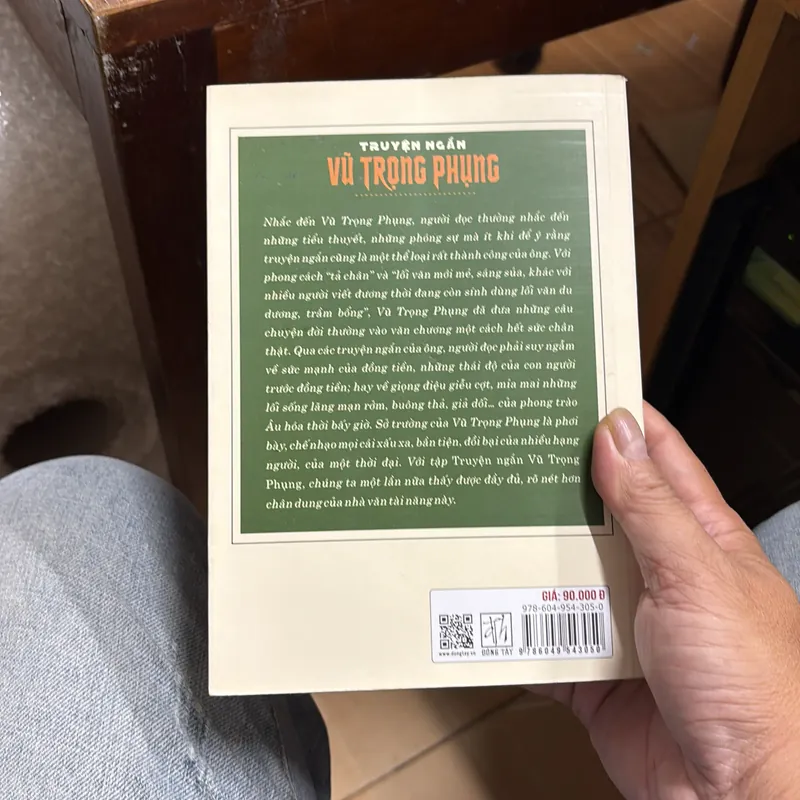 TRUYỆN NGẮN
VŨ TRỌNG PHỤNG
Nhắc đến Vũ Trọng Phụng, người đọc thường nhắc đến
những tiểu thuyết, những phóng sự mà ít khi để ý rằng
truyện ngắn cũng là một thể loại rất thành công của ông. Với
phong cách "tả chân" và "lối văn mới mẻ, sáng sủa, khác với
nhiều người viết đương thời đang còn sính dùng lối văn du
dương, trầm bổng", Vũ Trọng Phụng đã đưa những câu
chuyện đời thường vào văn chương một cách hết sức chân
thật. Qua các truyện ngắn của ông, người đọc phải suy ngẫm
về sức mạnh của đồng tiền, những thái độ của con người
trước đồng tiền; hay về giọng điệu giễu cợt, mỉa mai những
lối sống lãng mạn rởm, buông thả, giả dối... của phong trào
Âu hóa thời bấy giờ. Sở trường của Vũ Trọng Phụng là phơi
bày, chế nhạo mọi cái xấu xa, bần tiện, đồi bại của nhiều hạng
người, của một thời đại. Với tập Truyện ngắn Vũ Trọng
Phụng, chúng ta một lần nữa thấy được đầy đủ, rõ nét hơn
chân dung của nhà văn tài năng này.
GIÁ: 90.000 Đ
978-604-954-305-0
www.dongtay.vn
ĐÔNG TÂY
9 786049 543050